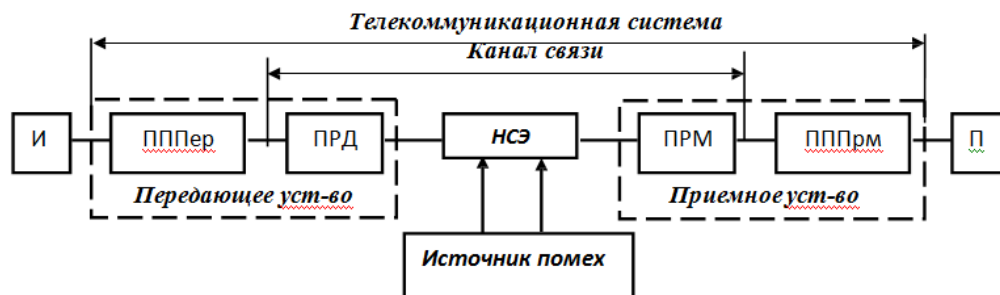 Телекоммуникационная система
Канал связи
И
ПППер
ПРД
НСЭ
ПРМ
ПППрм
П
Передающее уст-во
Приемное уст-во
Источник помех